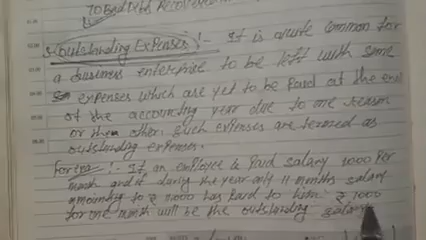 To Bad Debts Recover
Outstanding Expenses :- It is quite common for
a business enterprise to be left with some
expenses which are yet to be paid at the end
of the accounting year due to one reason
or the other. Such expenses are termed as
outstanding expenses.
For eg :- If an employee is paid salary 1000 per
month and if during the year only 11 months salary
amounting to ₹ 11000 has paid to him. ₹ 1000
for one month will be the outstanding salary